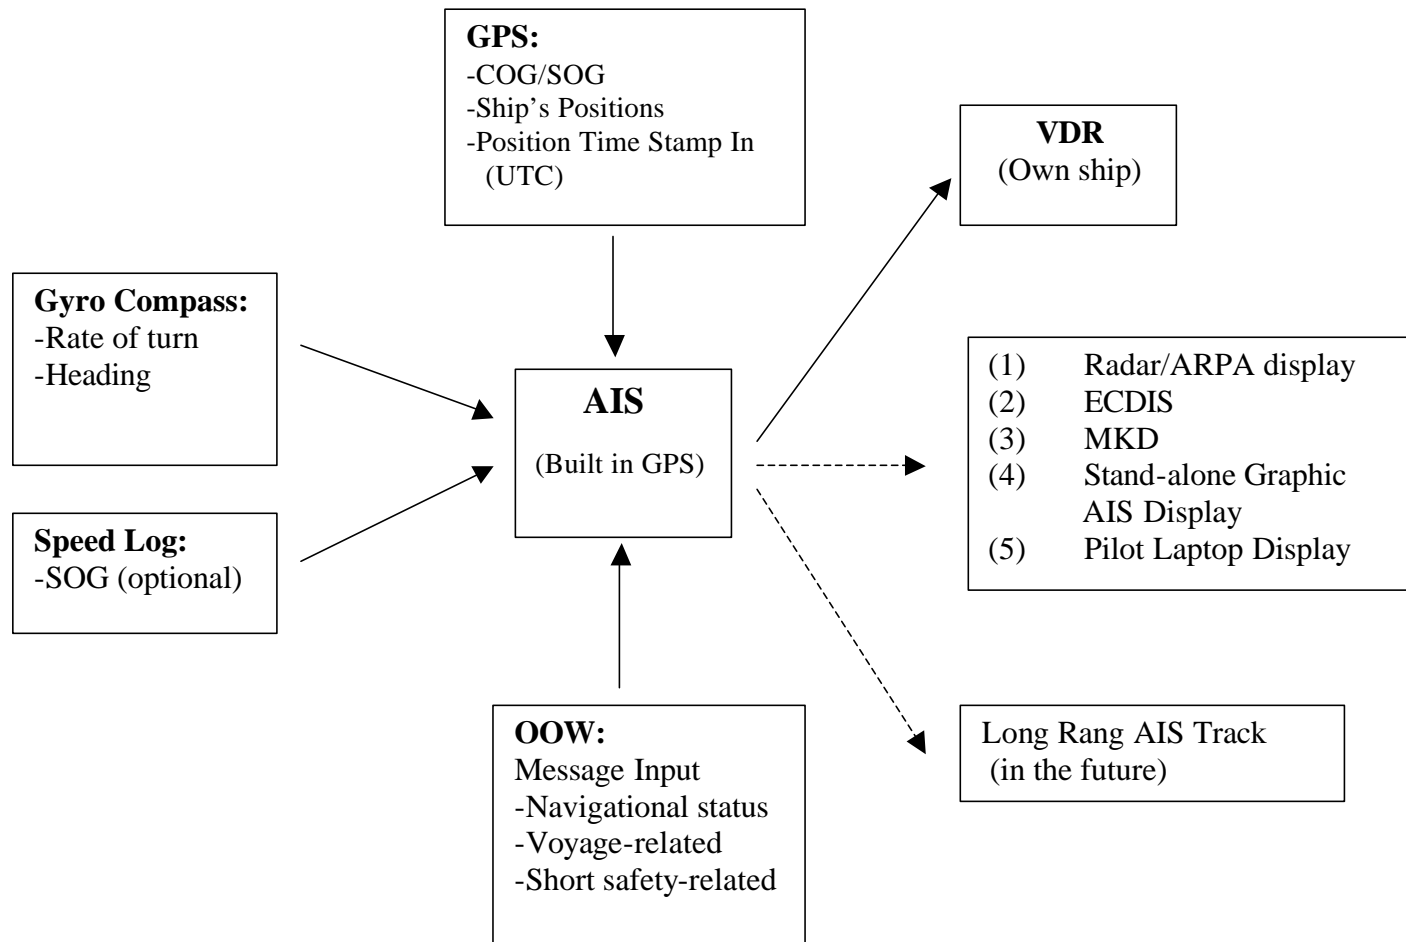 GPS:
-COG/SOG
-Ship's Positions
-Position Time Stamp In
(UTC)
VDR
(Own ship)
Gyro Compass:
-Rate of turn
-Heading
AIS
(Built in GPS)
(1) Radar/ARPA display
(2) ECDIS
(3) MKD
(4) Stand-alone Graphic
AIS Display
(5) Pilot Laptop Display
Speed Log:
-SOG (optional)
OOW:
Message Input
-Navigational status
-Voyage-related
-Short safety-related
Long Rang AIS Track
(in the future)